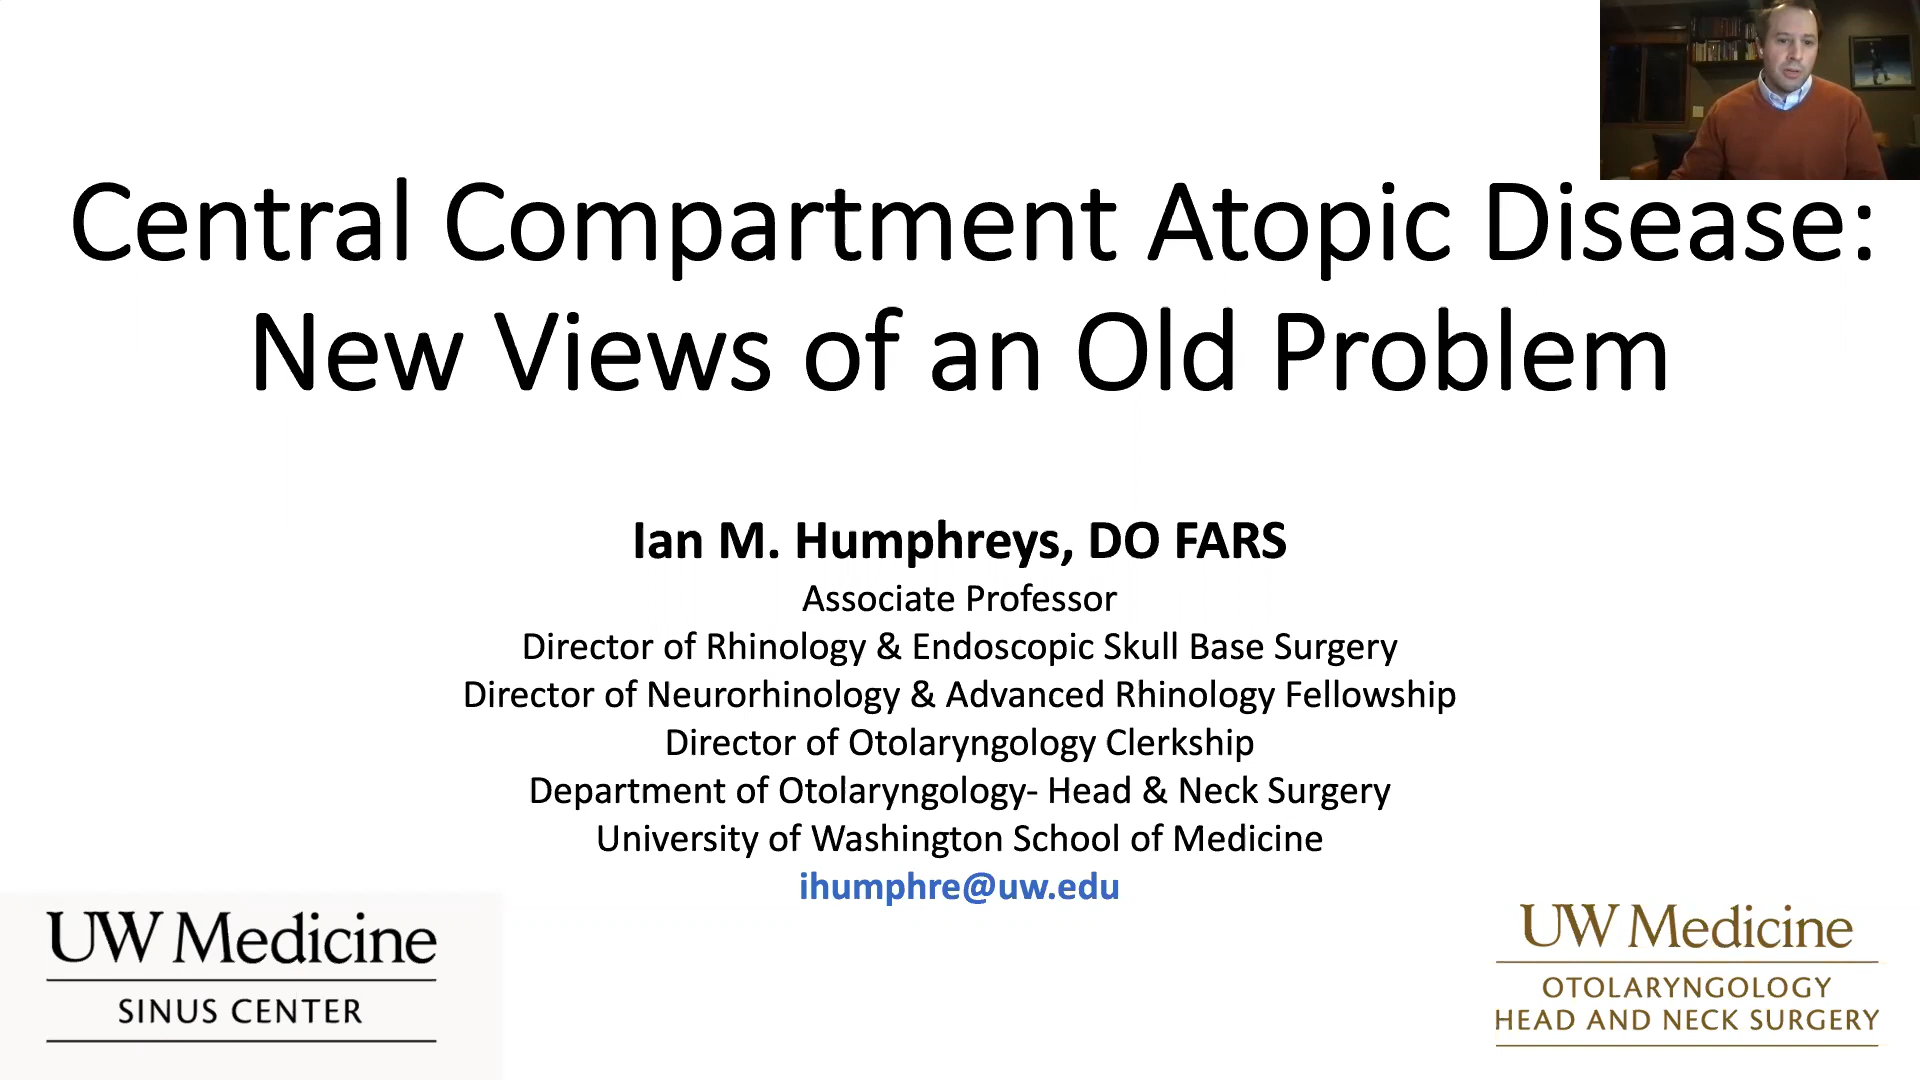 Central Compartment Atopic Disease:
New Views of an Old Problem
Ian M. Humphreys, DO FARS
Associate Professor
Director of Rhinology & Endoscopic Skull Base Surgery
Director of Neurorhinology & Advanced Rhinology Fellowship
Director of Otolaryngology Clerkship
Department of Otolaryngology- Head & Neck Surgery
University of Washington School of Medicine
ihumphre@uw.edu
UW Medicine
SINUS CENTER
UW Medicine
OTOLARYNGOLOGY
HEAD AND NECK SURGERY